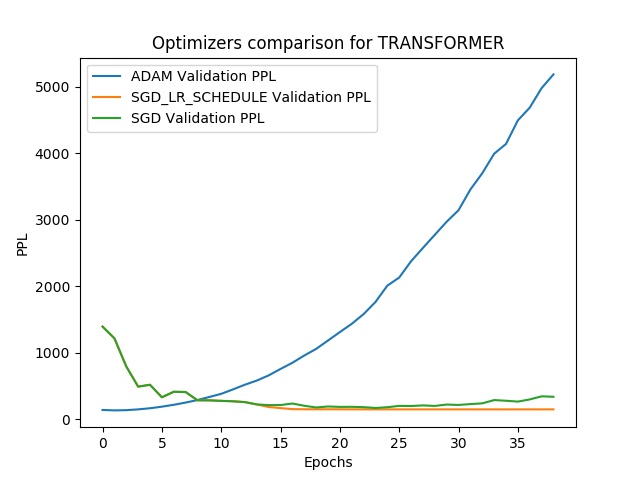 Optimizers comparison for TRANSFORMER
ADAM Validation PPL
SGD_LR_SCHEDULE Validation PPL
SGD Validation PPL
5000
4000
3000
2000
1000
0
PPL
0 5 10 15 20 25 30 35
Epochs